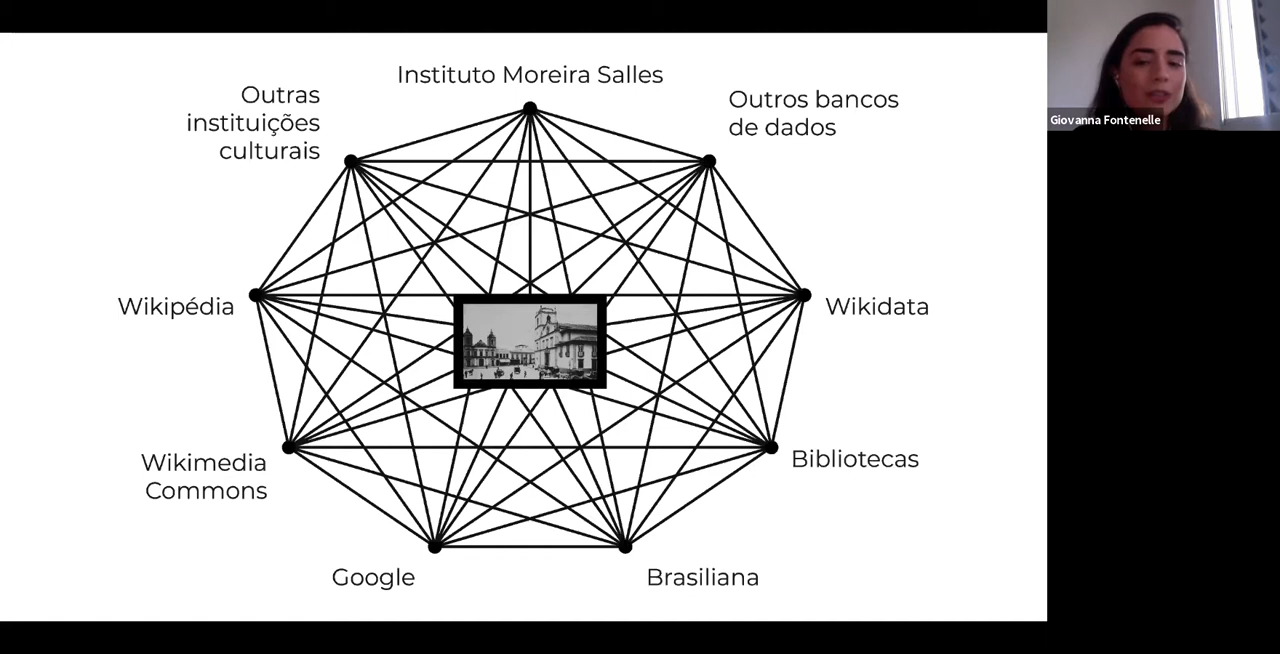 Instituto Moreira Salles
Outras
instituições
culturais
Outros bancos
de dados
Wikipédia
Wikidata
Wikimedia
Commons
Bibliotecas
Google
Brasiliana
Giovanna Fontenelle